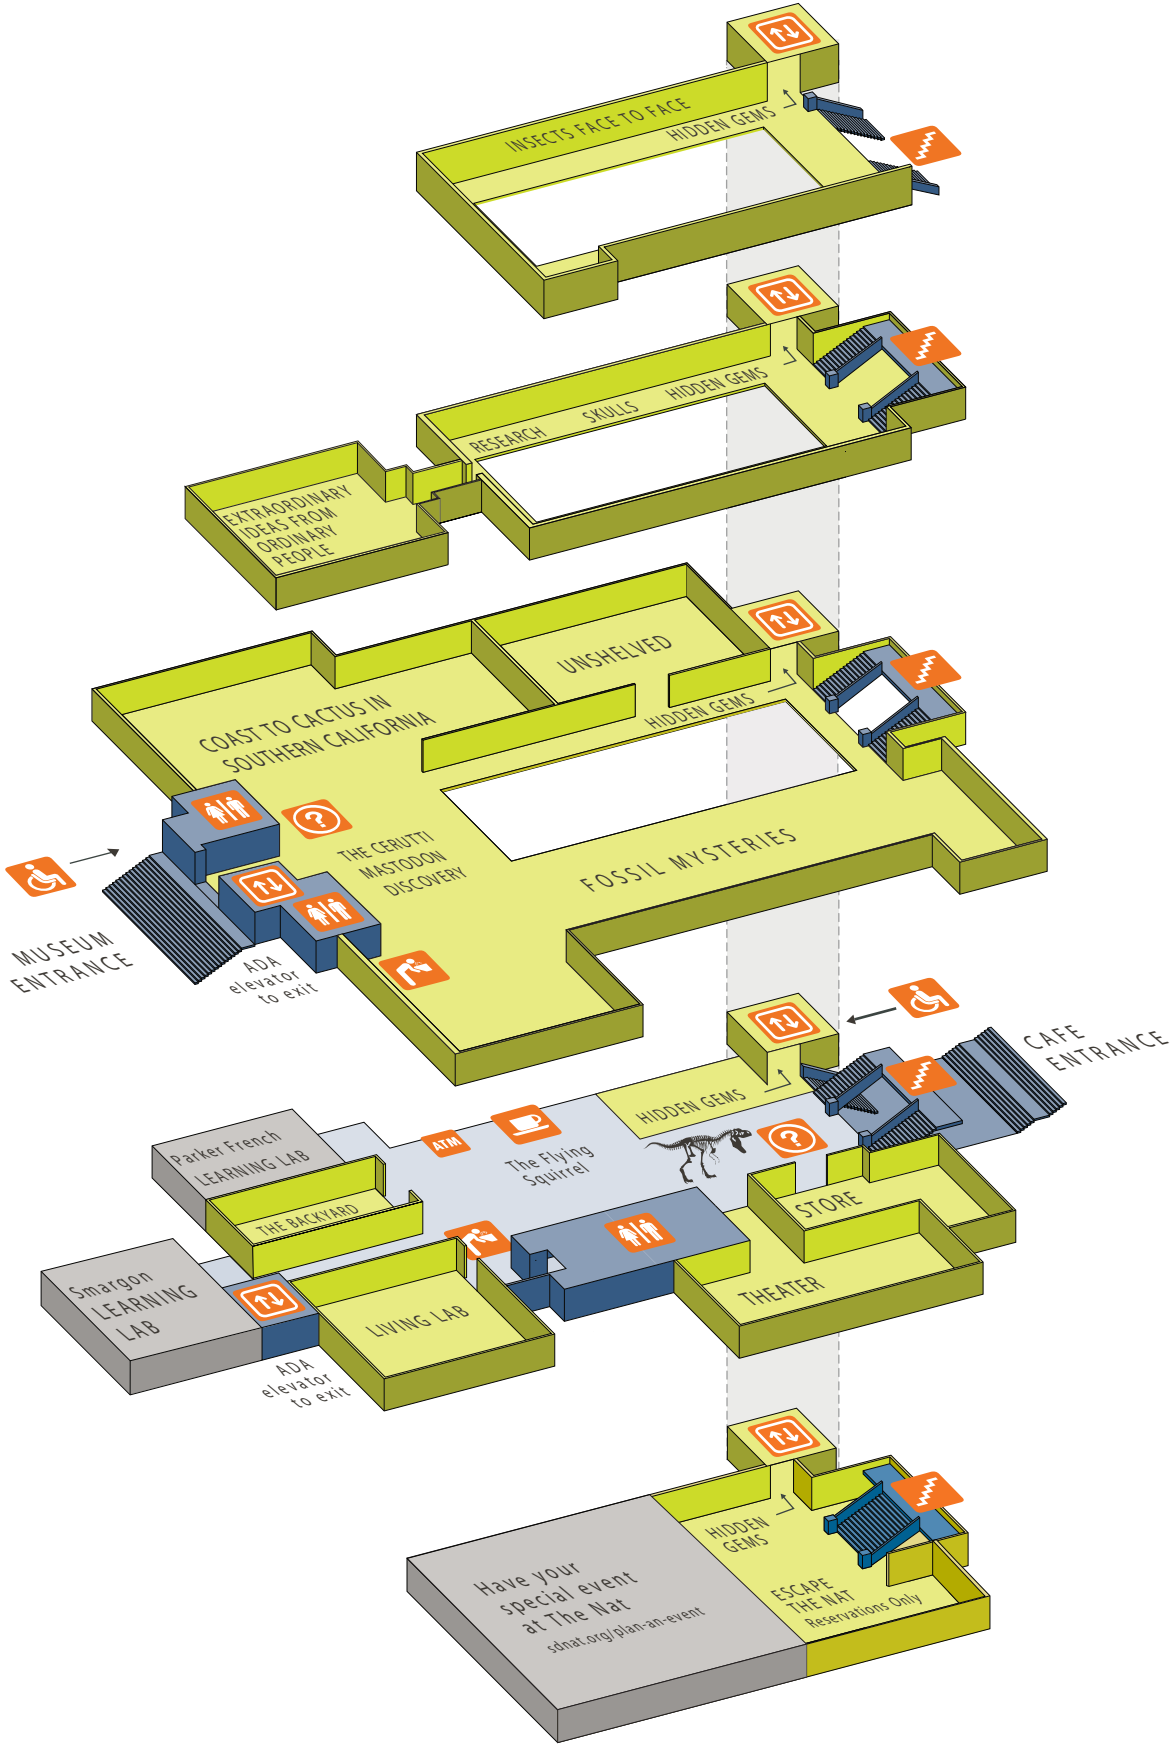 INSECTS FACE TO FACE
HIDDEN GEMS
RESEARCH
SKULLS
HIDDEN GEMS
EXTRAORDINARY
IDEAS FROM
ORDINARY
PEOPLE
UNSHELVED
COAST TO CACTUS IN
SOUTHERN CALIFORNIA
HIDDEN GEMS
?
THE CERUTTI
MASTODON
DISCOVERY
FOSSIL MYSTERIES
MUSEUM
ENTRANCE
ADA
elevator
to exit
CAFE
ENTRANCE
HIDDEN GEMS
ATM
?
The Flying
Squirrel
Parker French
LEARNING LAB
THE BACKYARD
STORE
THEATER
Smargon
LEARNING
LAB
LIVING LAB
ADA
elevator
to exit
HIDDEN
GEMS
Have your
special event
at The Nat
sdnat.org/plan-an-event
ESCAPE
THE NAT
Reservations Only